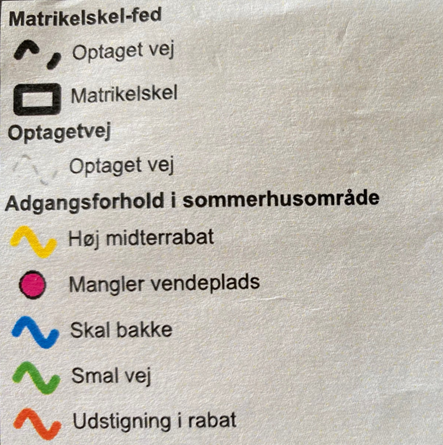 Matrikelskel-fed
Optaget vej
Matrikelskel
Optagetvej
Optaget vej
Adgangsforhold i sommerhusområde
Høj midterrabat
Mangler vendeplads
Skal bakke
Smal vej
Udstigning i rabat